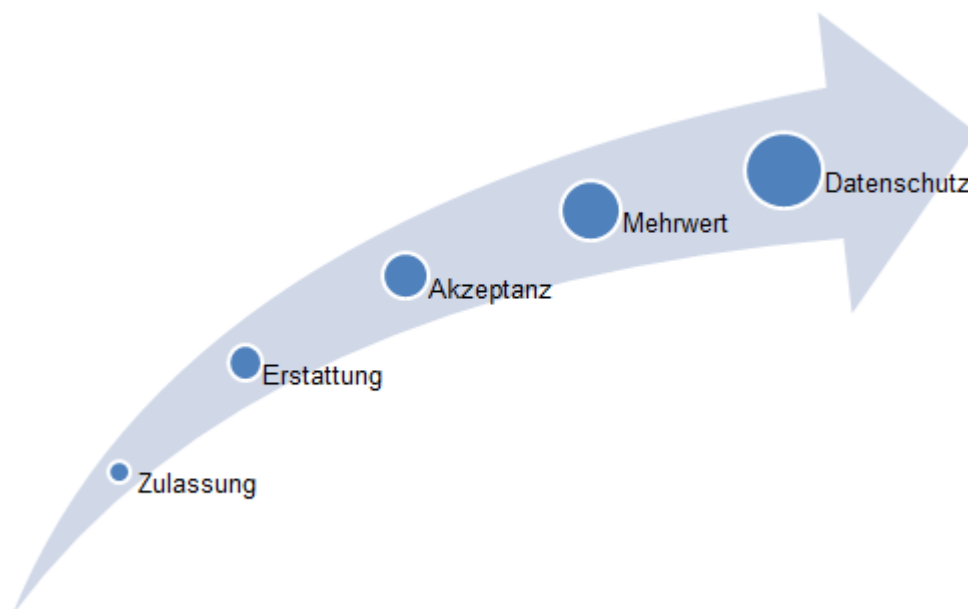 Datenschutz
Mehrwert
Akzeptanz
Erstattung
Zulassung